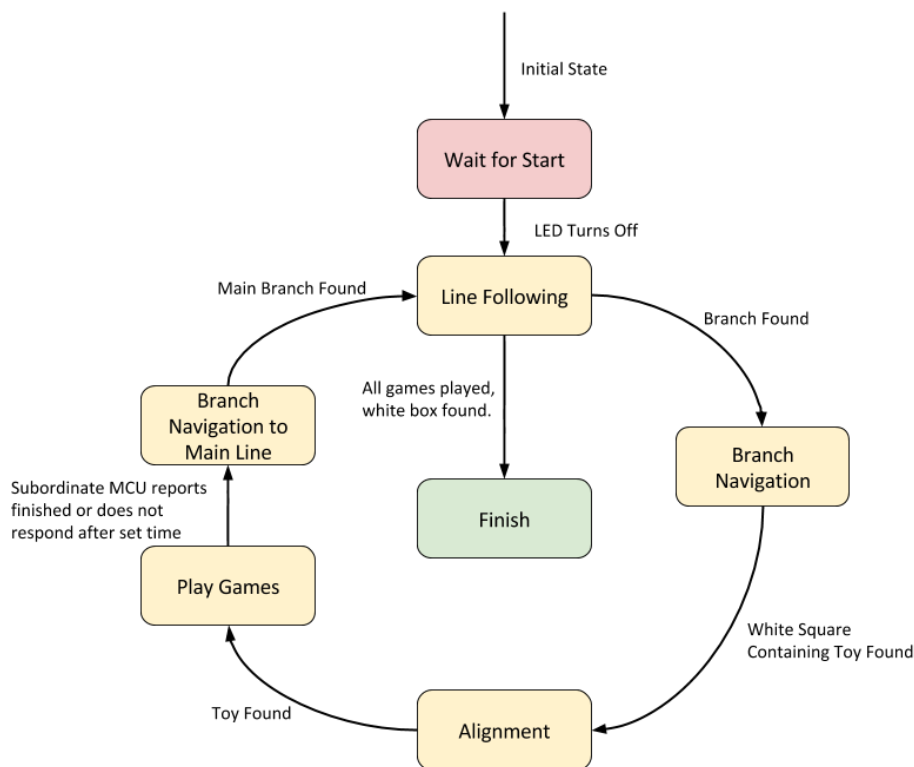 Initial State
Wait for Start
LED Turns Off
Main Branch Found
Line Following
Branch Found
All games played,
white box found.
Branch
Navigation to
Main Line
Branch
Navigation
Subordinate MCU reports
finished or does not
respond after set time
Finish
Play Games
White Square
Containing Toy Found
Toy Found
Alignment